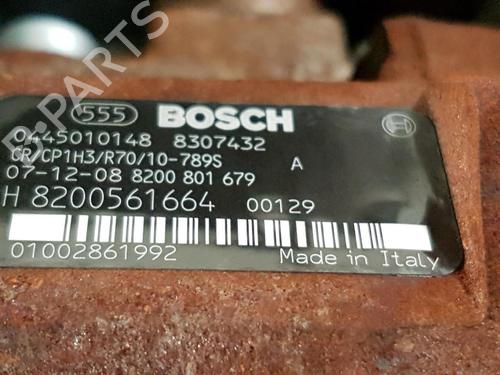 555 BOSCH
0445010148 8307432
CR/CP1H3/R70/10-789S A
07-12-08 8200 801 679
H 8200561664 00129
01002861992 Made in Italy